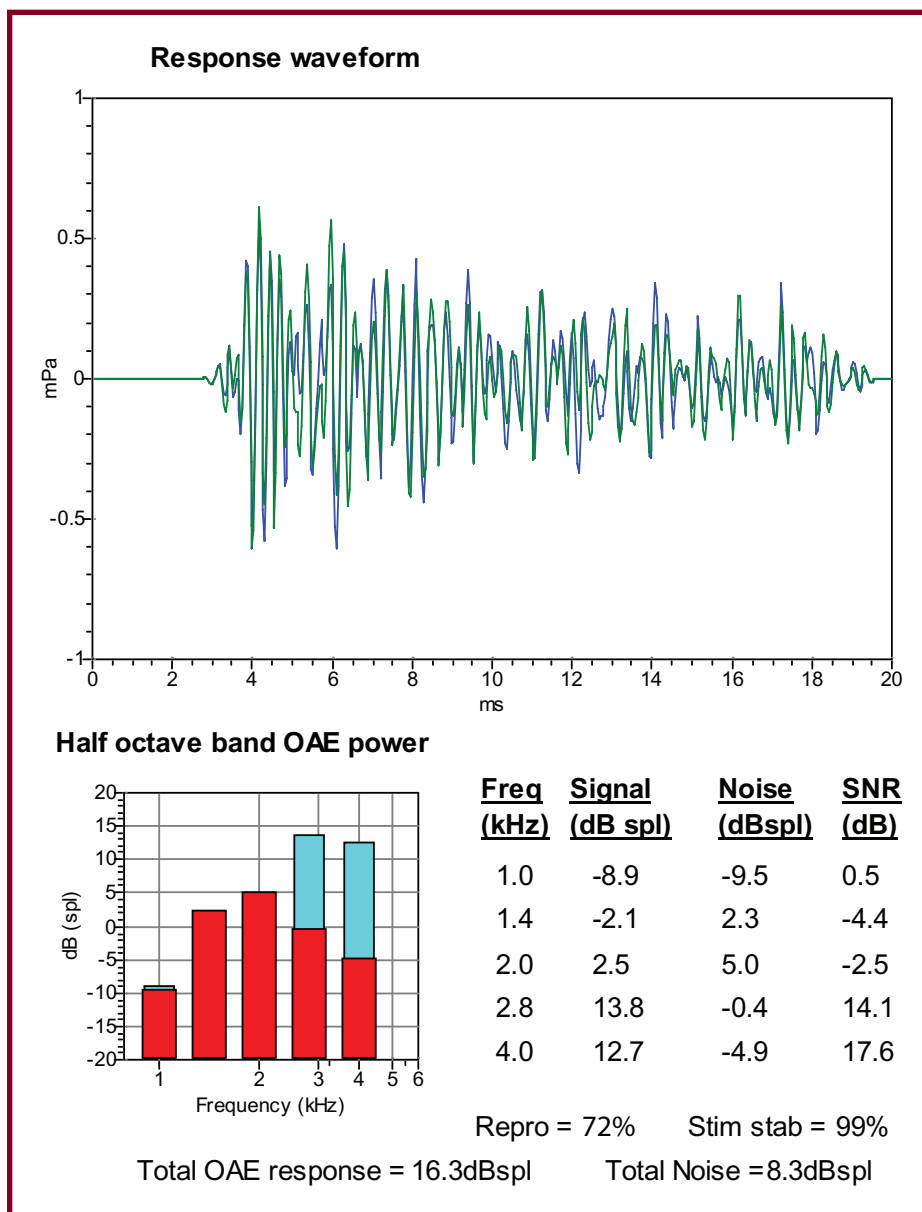 Response waveform
1
0.5
0
-0.5
-1
mPa
0 2 4 6 8 10 12 14 16 18 20
ms
Half octave band OAE power
20
15
10
5
0
-5
-10
-15
-20
dB (spl)
1 2 3 4 5 6
Frequency (kHz)
Freq Signal Noise SNR
(kHz) (dB spl) (dBspl) (dB)
1.0 -8.9 -9.5 0.5
1.4 -2.1 2.3 -4.4
2.0 2.5 5.0 -2.5
2.8 13.8 -0.4 14.1
4.0 12.7 -4.9 17.6
Repro = 72% Stim stab = 99%
Total OAE response = 16.3dBspl Total Noise =8.3dBspl